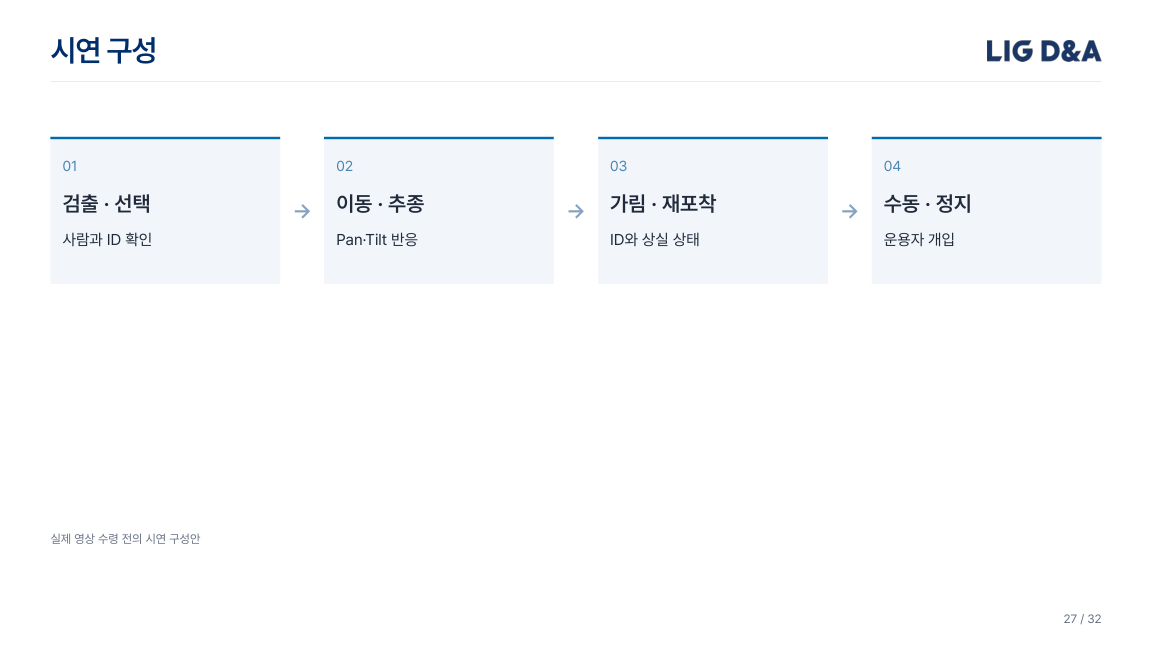 시연 구성
LIG D&A
01
검출 · 선택
사람과 ID 확인
→
02
이동 · 추종
Pan·Tilt 반응
→
03
가림 · 재포착
ID와 상실 상태
→
04
수동 · 정지
운용자 개입
실제 영상 수령 전의 시연 구성안
27 / 32